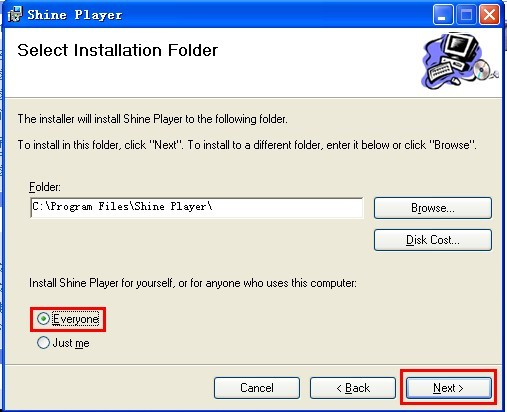 Shine Player
Select Installation Folder
The installer will install Shine Player to the following folder.
To install in this folder, click "Next". To install to a different folder, enter it below or click "Browse".
Folder:
C:\Program Files\Shine Player\
Browse...
Disk Cost...
Install Shine Player for yourself, or for anyone who uses this computer:
Everyone
Just me
Cancel
< Back
Next >